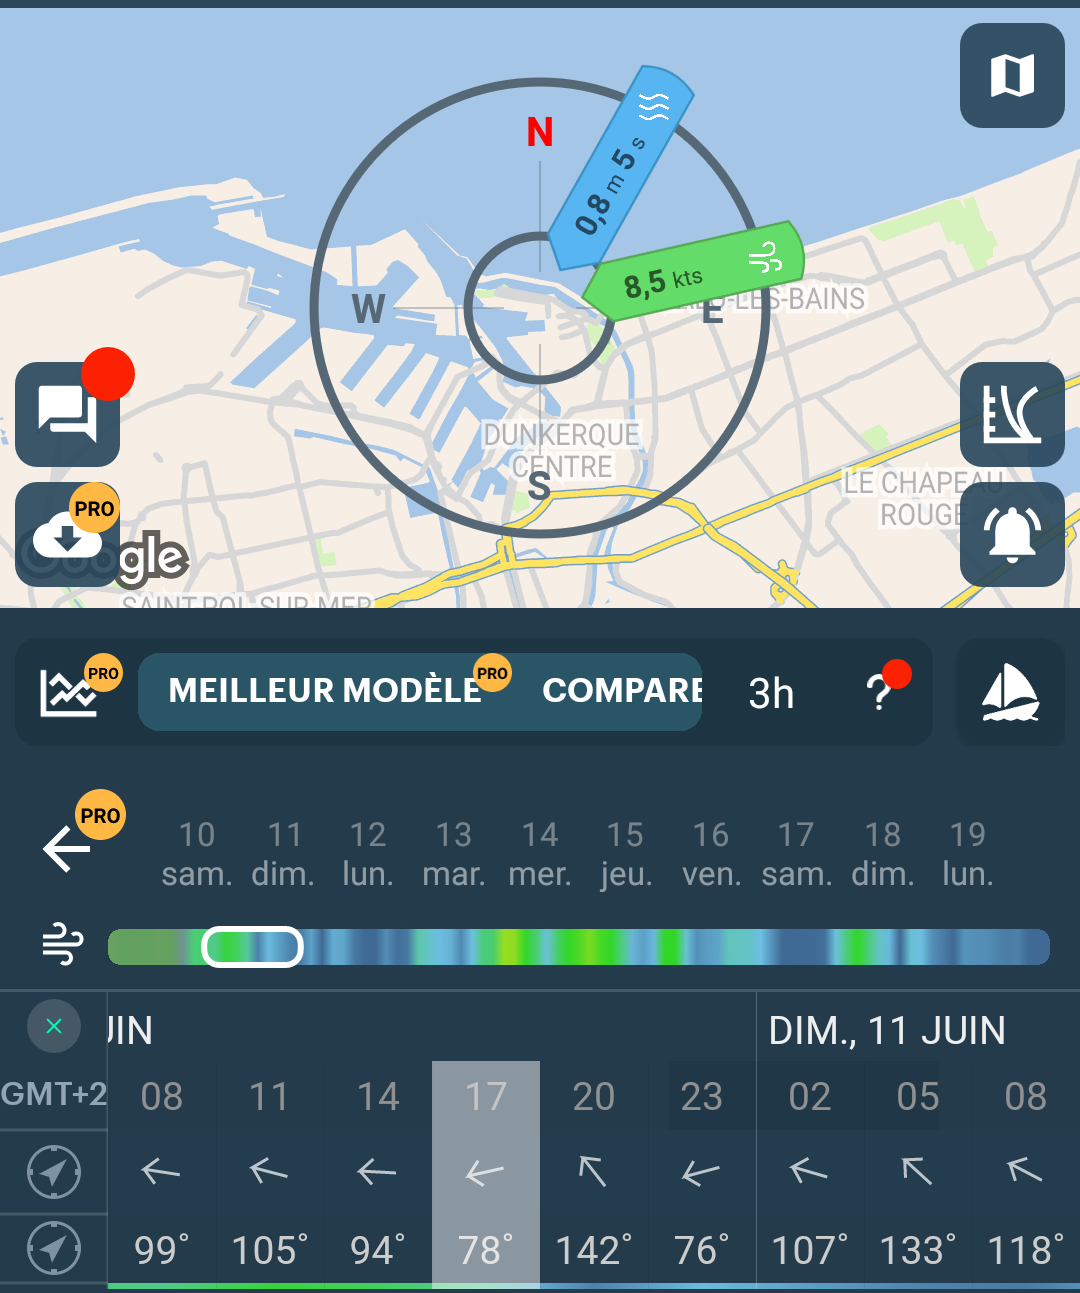 N
0,8 m 5 s
8,5 kts
-LES-BAINS
W
E
DUNKERQUE
CENTRE
S
LE CHAPEAU
ROUGE
PRO
Google
SAINT-POL-SUR-MER
PRO
MEILLEUR MODÈLE
PRO
COMPARE
3h
?
PRO
10 11 12 13 14 15 16 17 18 19
sam. dim. lun. mar. mer. jeu. ven. sam. dim. lun.
UIN
DIM., 11 JUIN
GMT+2 08 11 14 17 20 23 02 05 08
99° 105° 94° 78° 142° 76° 107° 133° 118°